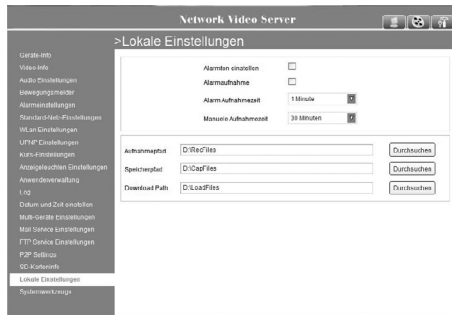 Network Video Server
>Lokale Einstellungen
Geräte-Info
Video-Info
Audio Einstellungen
Bewegungsmelder
Alarmeinstellungen
Standard-Netz-Einstellungen
WLan Einstellungen
UPNP Einstellungen
Kurs-Einstellungen
Anzeigeleuchten Einstellungen
Anwenderverwaltung
Log
Datum und Zeit einstellen
Multi-Geräte Einstellungen
Mail Service Einstellungen
FTP Service Einstellungen
P2P Settings
SD-Karteninfo
Lokale Einstellungen
Systemwerkzeuge
Alarmton einstellen
Alarmaufnahme
Alarm Aufnahmezeit 1 Minute
Manuele Aufnahmezeit 30 Minuten
Aufnahmepfad D:\RecFiles Durchsuchen
Speicherpfad D:\CapFiles Durchsuchen
Download Path D:\LoadFiles Durchsuchen